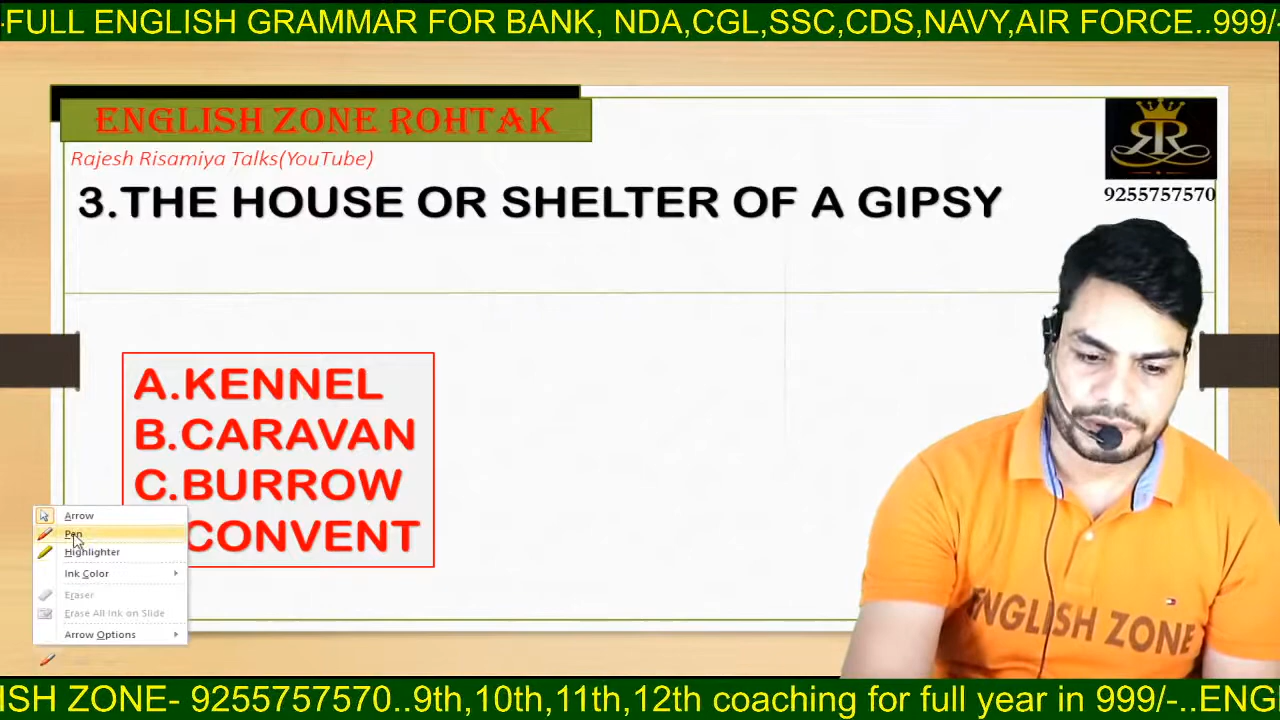 ·FULL ENGLISH GRAMMAR FOR BANK, NDA,CGL,SSC,CDS,NAVY,AIR FORCE..999/-
ENGLISH ZONE ROHTAK
Rajesh Risamiya Talks(YouTube)
RR
9255757570
3.THE HOUSE OR SHELTER OF A GIPSY
A.KENNEL
B.CARAVAN
C.BURROW
CONVENT
Arrow
Pen
Highlighter
Ink Color
Eraser
Erase All Ink on Slide
Arrow Options
ENGLISH ZONE
ISH ZONE- 9255757570..9th,10th,11th,12th coaching for full year in 999/-..ENG